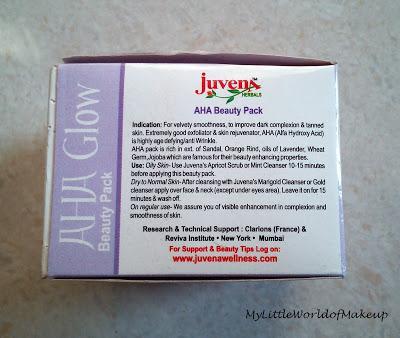 AHA Glow
Beauty Pack
Juvena™
HERBALS
AHA Beauty Pack
Indication: For velvety smoothness, to improve dark complexion & tanned
skin. Extremely good exfoliator & skin rejuvenator, AHA (Alfa Hydroxy Acid)
is highly age defying/anti Wrinkle.
AHA pack is rich in ext. of Sandal, Orange Rind, oils of Lavender, Wheat
Germ,Jojoba which are famous for their beauty enhancing properties.
Use: Oily Skin- Use Juvena's Apricot Scrub or Mint Cleanser 10-15 minutes
before applying this beauty pack.
Dry to Normal Skin- After cleansing with Juvena's Marigold Cleanser or Gold
cleanser apply over face & neck (except under eyes area). Leave it on for 15
minutes & wash off.
On regular use- We assure you of visible enhancement in complexion and
smoothness of skin.
Research & Technical Support : Clarions (France) &
Reviva Institute • New York • Mumbai
For Support & Beauty Tips Log on:
www.juvenawellness.com
MyLittleWorldofMakeup